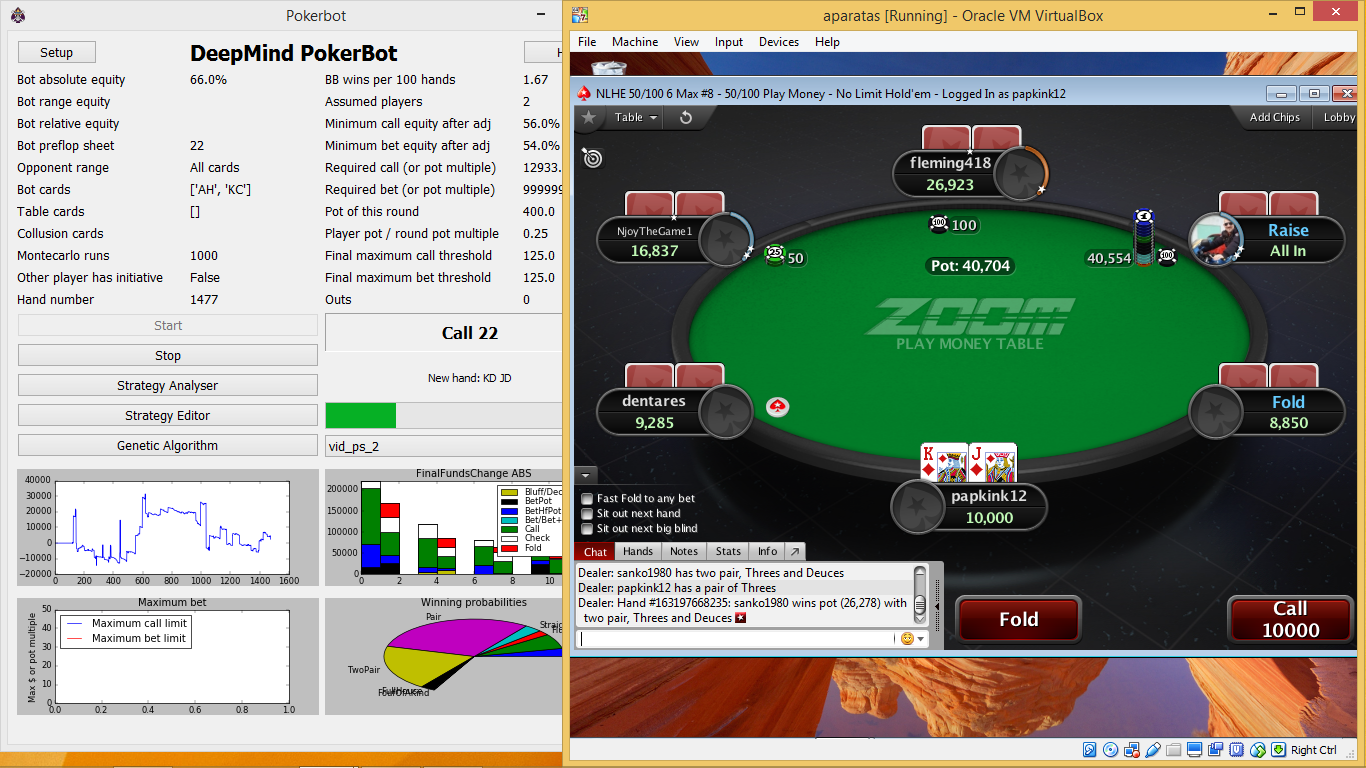 Pokerbot
Setup
DeepMind PokerBot
H
Bot absolute equity 66.0% BB wins per 100 hands 1.67
Bot range equity Assumed players 2
Bot relative equity Minimum call equity after adj 56.0%
Bot preflop sheet 22 Minimum bet equity after adj 54.0%
Opponent range All cards Required call (or pot multiple) 12933.
Bot cards ['AH', 'KC'] Required bet (or pot multiple) 999999
Table cards [] Pot of this round 400.0
Collusion cards Player pot / round pot multiple 0.25
Montecarlo runs 1000 Final maximum call threshold 125.0
Other player has initiative False Final maximum bet threshold 125.0
Hand number 1477 Outs 0
Start
Stop
Strategy Analyser
Strategy Editor
Genetic Algorithm
Call 22
New hand: KD JD
vid_ps_2
40000
30000
20000
10000
0
−10000
−20000
0 200 400 600 800 1000 1200 1400 1600
FinalFundsChange ABS
200000
150000
100000
50000
0
0 2 4 6 8 10
Bluff/Dec
BetPot
BetHfPot
Bet/Bet+
Call
Check
Fold
Maximum bet
Maximum call limit
Maximum bet limit
Max $ or pot multiple
50
40
30
20
10
0
0.0 0.2 0.4 0.6 0.8 1.0
Winning probabilities
Pair
Straig
TwoPair
FourOfAKind
aparatas [Running] - Oracle VM VirtualBox
File Machine View Input Devices Help
NLHE 50/100 6 Max #8 - 50/100 Play Money - No Limit Hold'em - Logged In as papkink12
Table
Add Chips
Lobby
fleming418
26,923
NjoyTheGame1
16,837
Raise
All In
100
25
50
Pot: 40,704
40,554
ZOOM
PLAY MONEY TABLE
dentares
9,285
Fold
8,850
K J
papkink12
10,000
Fast Fold to any bet
Sit out next hand
Sit out next big blind
Chat Hands Notes Stats Info
Dealer: sanko1980 has two pair, Threes and Deuces
Dealer: papkink12 has a pair of Threes
Dealer: Hand #163197668235: sanko1980 wins pot (26,278) with
two pair, Threes and Deuces
Fold
Call
10000
Right Ctrl